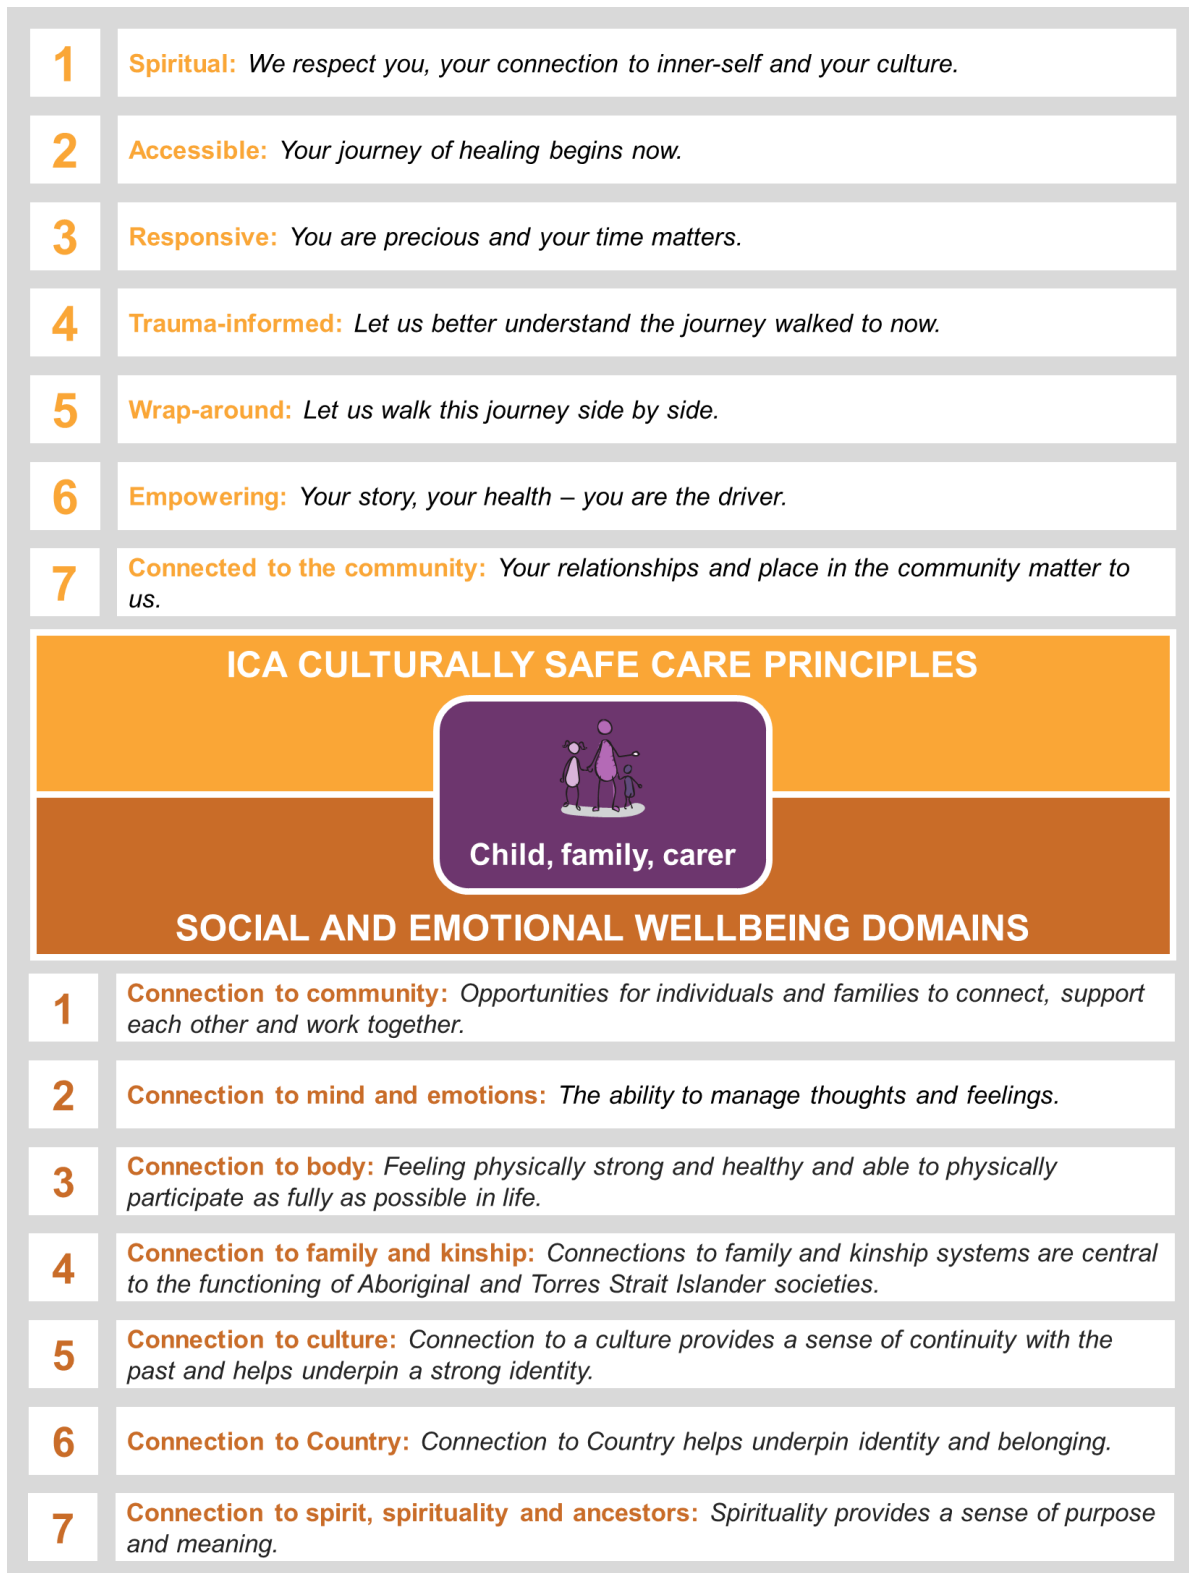 1
Spiritual: We respect you, your connection to inner-self and your culture.
2
Accessible: Your journey of healing begins now.
3
Responsive: You are precious and your time matters.
4
Trauma-informed: Let us better understand the journey walked to now.
5
Wrap-around: Let us walk this journey side by side.
6
Empowering: Your story, your health – you are the driver.
7
Connected to the community: Your relationships and place in the community matter to
us.
ICA CULTURALLY SAFE CARE PRINCIPLES
Child, family, carer
SOCIAL AND EMOTIONAL WELLBEING DOMAINS
1
Connection to community: Opportunities for individuals and families to connect, support
each other and work together.
2
Connection to mind and emotions: The ability to manage thoughts and feelings.
3
Connection to body: Feeling physically strong and healthy and able to physically
participate as fully as possible in life.
4
Connection to family and kinship: Connections to family and kinship systems are central
to the functioning of Aboriginal and Torres Strait Islander societies.
5
Connection to culture: Connection to a culture provides a sense of continuity with the
past and helps underpin a strong identity.
6
Connection to Country: Connection to Country helps underpin identity and belonging.
7
Connection to spirit, spirituality and ancestors: Spirituality provides a sense of purpose
and meaning.